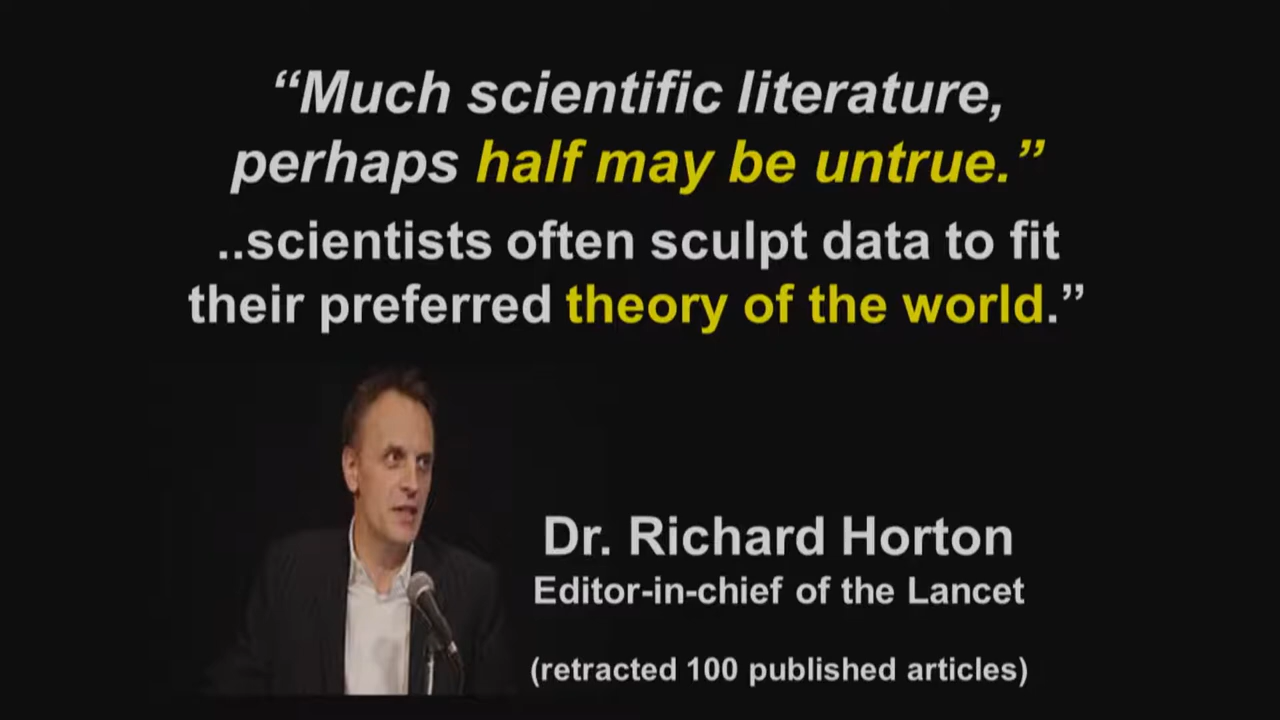 “Much scientific literature,
perhaps half may be untrue.”
..scientists often sculpt data to fit
their preferred theory of the world.”
Dr. Richard Horton
Editor-in-chief of the Lancet
(retracted 100 published articles)